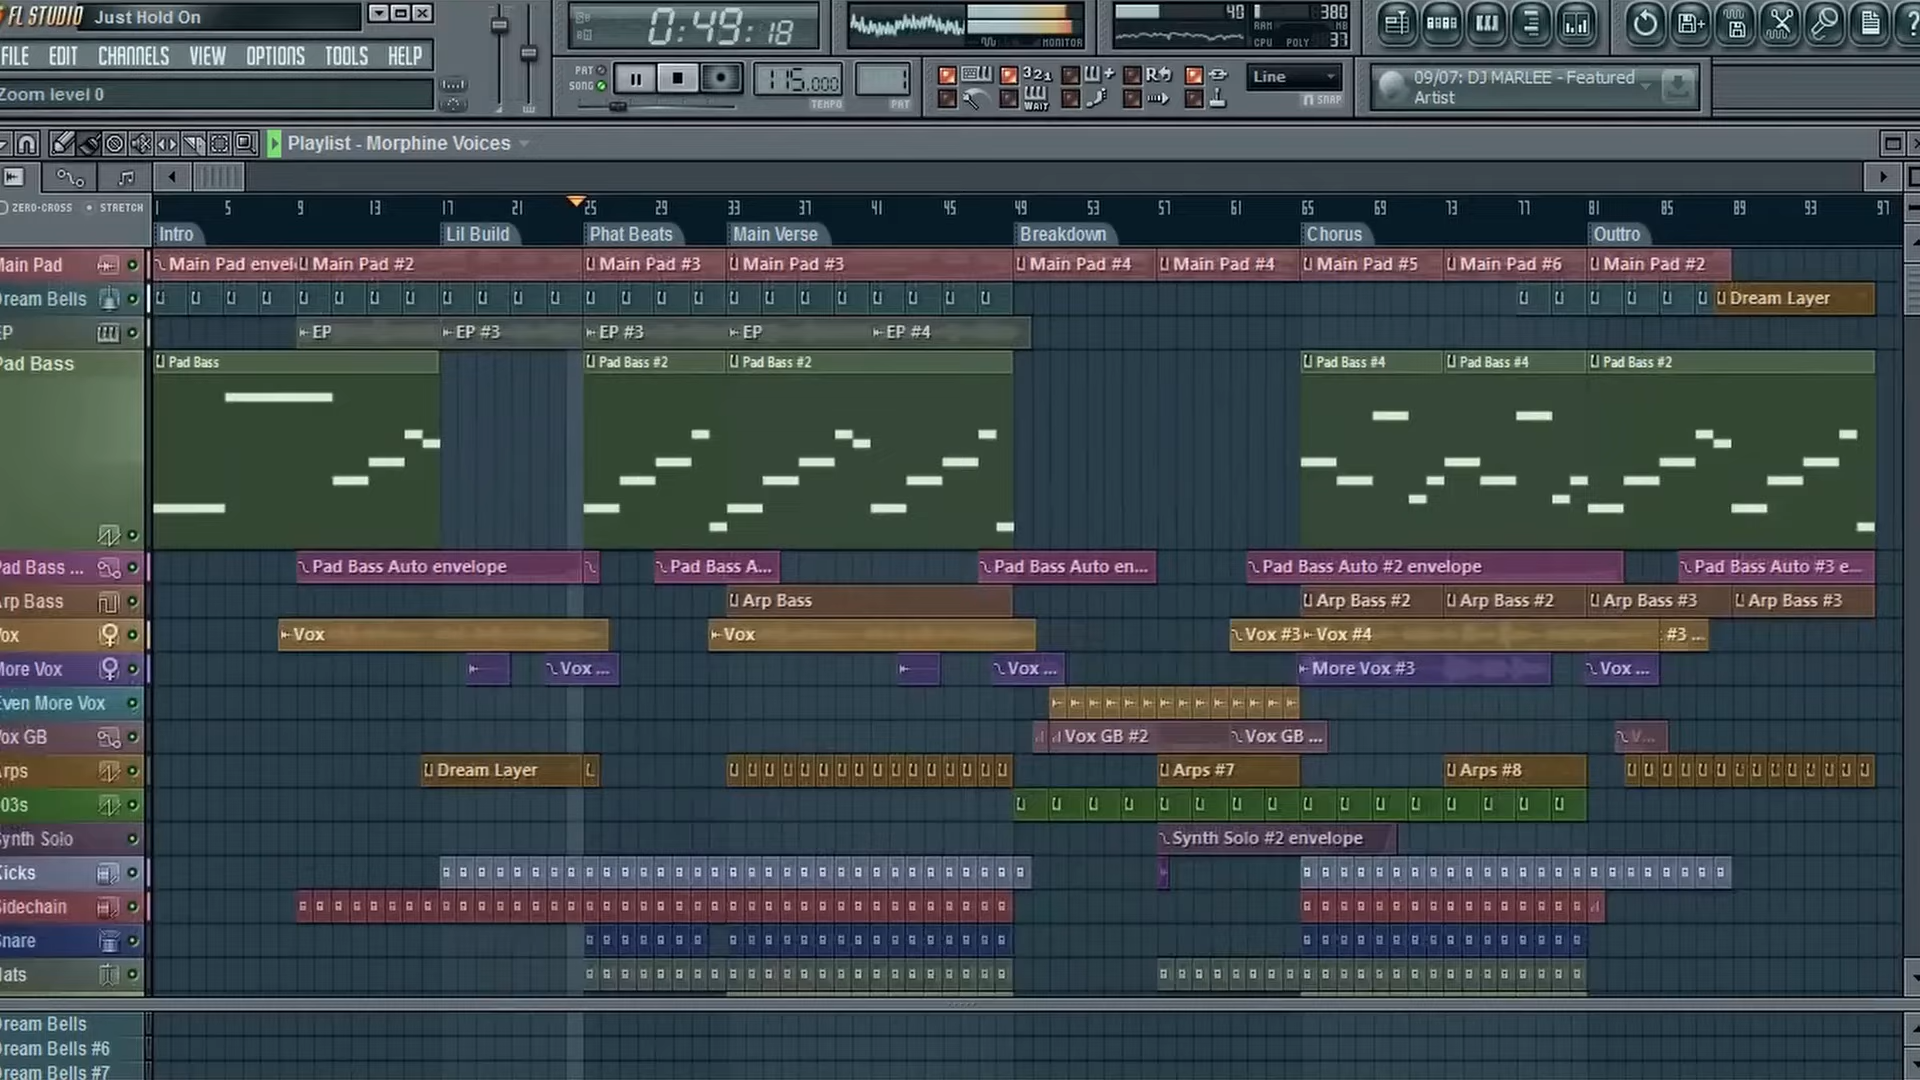 FL STUDIO Just Hold On
FILE EDIT CHANNELS VIEW OPTIONS TOOLS HELP
Zoom level 0
0:49:18
MONITOR
40 380
RAM
CPU POLY 37
PAT
SONG
115.000
TEMPO
1
PAT
321
WAIT
Line
SNAP
09/07: DJ MARLEE - Featured
Artist
Playlist - Morphine Voices
ZERO-CROSS STRETCH
1 5 9 13 17 21 25 29 33 37 41 45 49 53 57 61 65 69 73 77 81 85 89 93 97
Intro Lil Build Phat Beats Main Verse Breakdown Chorus Outtro
Main Pad Main Pad envel Main Pad #2 Main Pad #3 Main Pad #3 Main Pad #4 Main Pad #4 Main Pad #5 Main Pad #6 Main Pad #2
Dream Bells Dream Layer
EP EP EP #3 EP #3 EP EP #4
Pad Bass Pad Bass Pad Bass #2 Pad Bass #2 Pad Bass #4 Pad Bass #4 Pad Bass #2
Pad Bass ... Pad Bass Auto envelope Pad Bass A... Pad Bass Auto en... Pad Bass Auto #2 envelope Pad Bass Auto #3 e...
Arp Bass Arp Bass Arp Bass #2 Arp Bass #2 Arp Bass #3 Arp Bass #3
Vox Vox Vox Vox #3 Vox #4 #3 ...
More Vox Vox ... Vox ... More Vox #3 Vox ...
Even More Vox
Vox GB Vox GB #2 Vox GB ... V...
Arps Dream Layer Arps #7 Arps #8
03s
Synth Solo Synth Solo #2 envelope
Kicks
Sidechain
Snare
Hats
Dream Bells
Dream Bells #6
Dream Bells #7